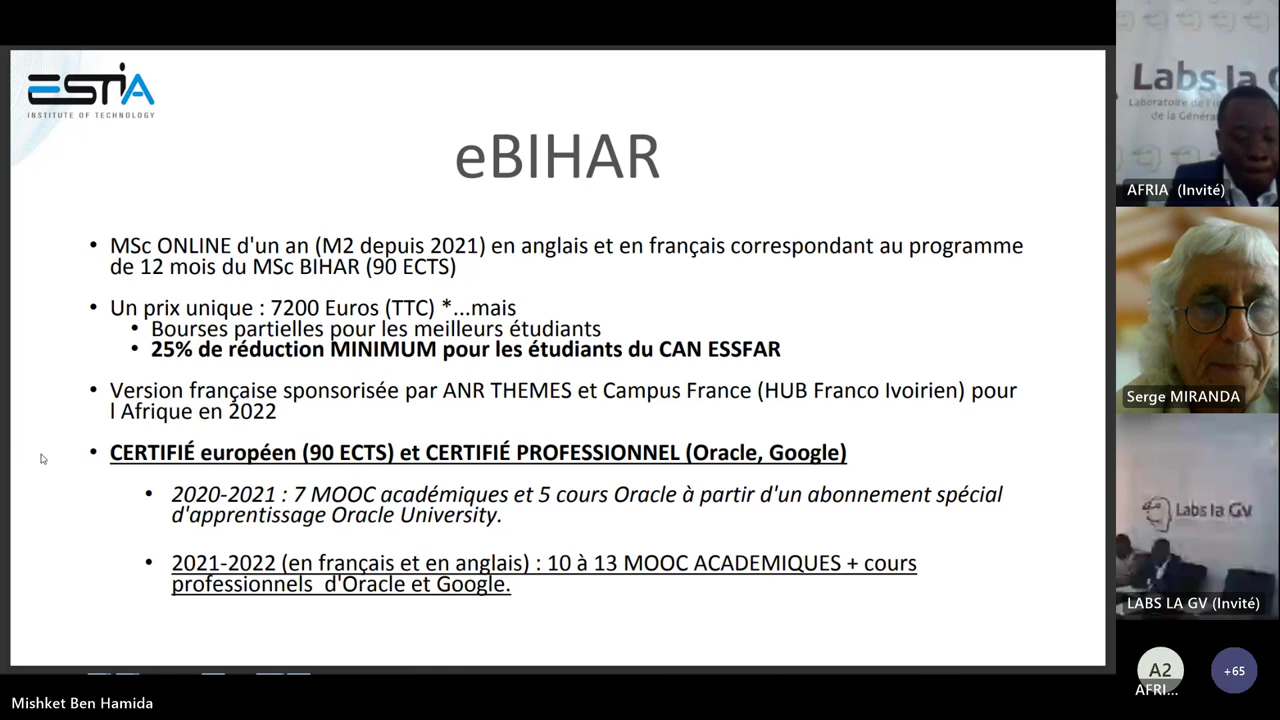 ESTIA
INSTITUTE OF TECHNOLOGY
eBIHAR
• MSc ONLINE d'un an (M2 depuis 2021) en anglais et en français correspondant au programme
de 12 mois du MSc BIHAR (90 ECTS)
• Un prix unique : 7200 Euros (TTC) *...mais
• Bourses partielles pour les meilleurs étudiants
• 25% de réduction MINIMUM pour les étudiants du CAN ESSFAR
• Version française sponsorisée par ANR THEMES et Campus France (HUB Franco Ivoirien) pour
l Afrique en 2022
• CERTIFIÉ européen (90 ECTS) et CERTIFIÉ PROFESSIONNEL (Oracle, Google)
• 2020-2021 : 7 MOOC académiques et 5 cours Oracle à partir d'un abonnement spécial
d'apprentissage Oracle University.
• 2021-2022 (en français et en anglais) : 10 à 13 MOOC ACADEMIQUES + cours
professionnels d'Oracle et Google.
Mishket Ben Hamida
Labs la
Laboratoire de
de la
AFRIA (Invité)
Serge MIRANDA
Labs la GV
LABS LA GV (Invité)
A2
AFRI...
+65